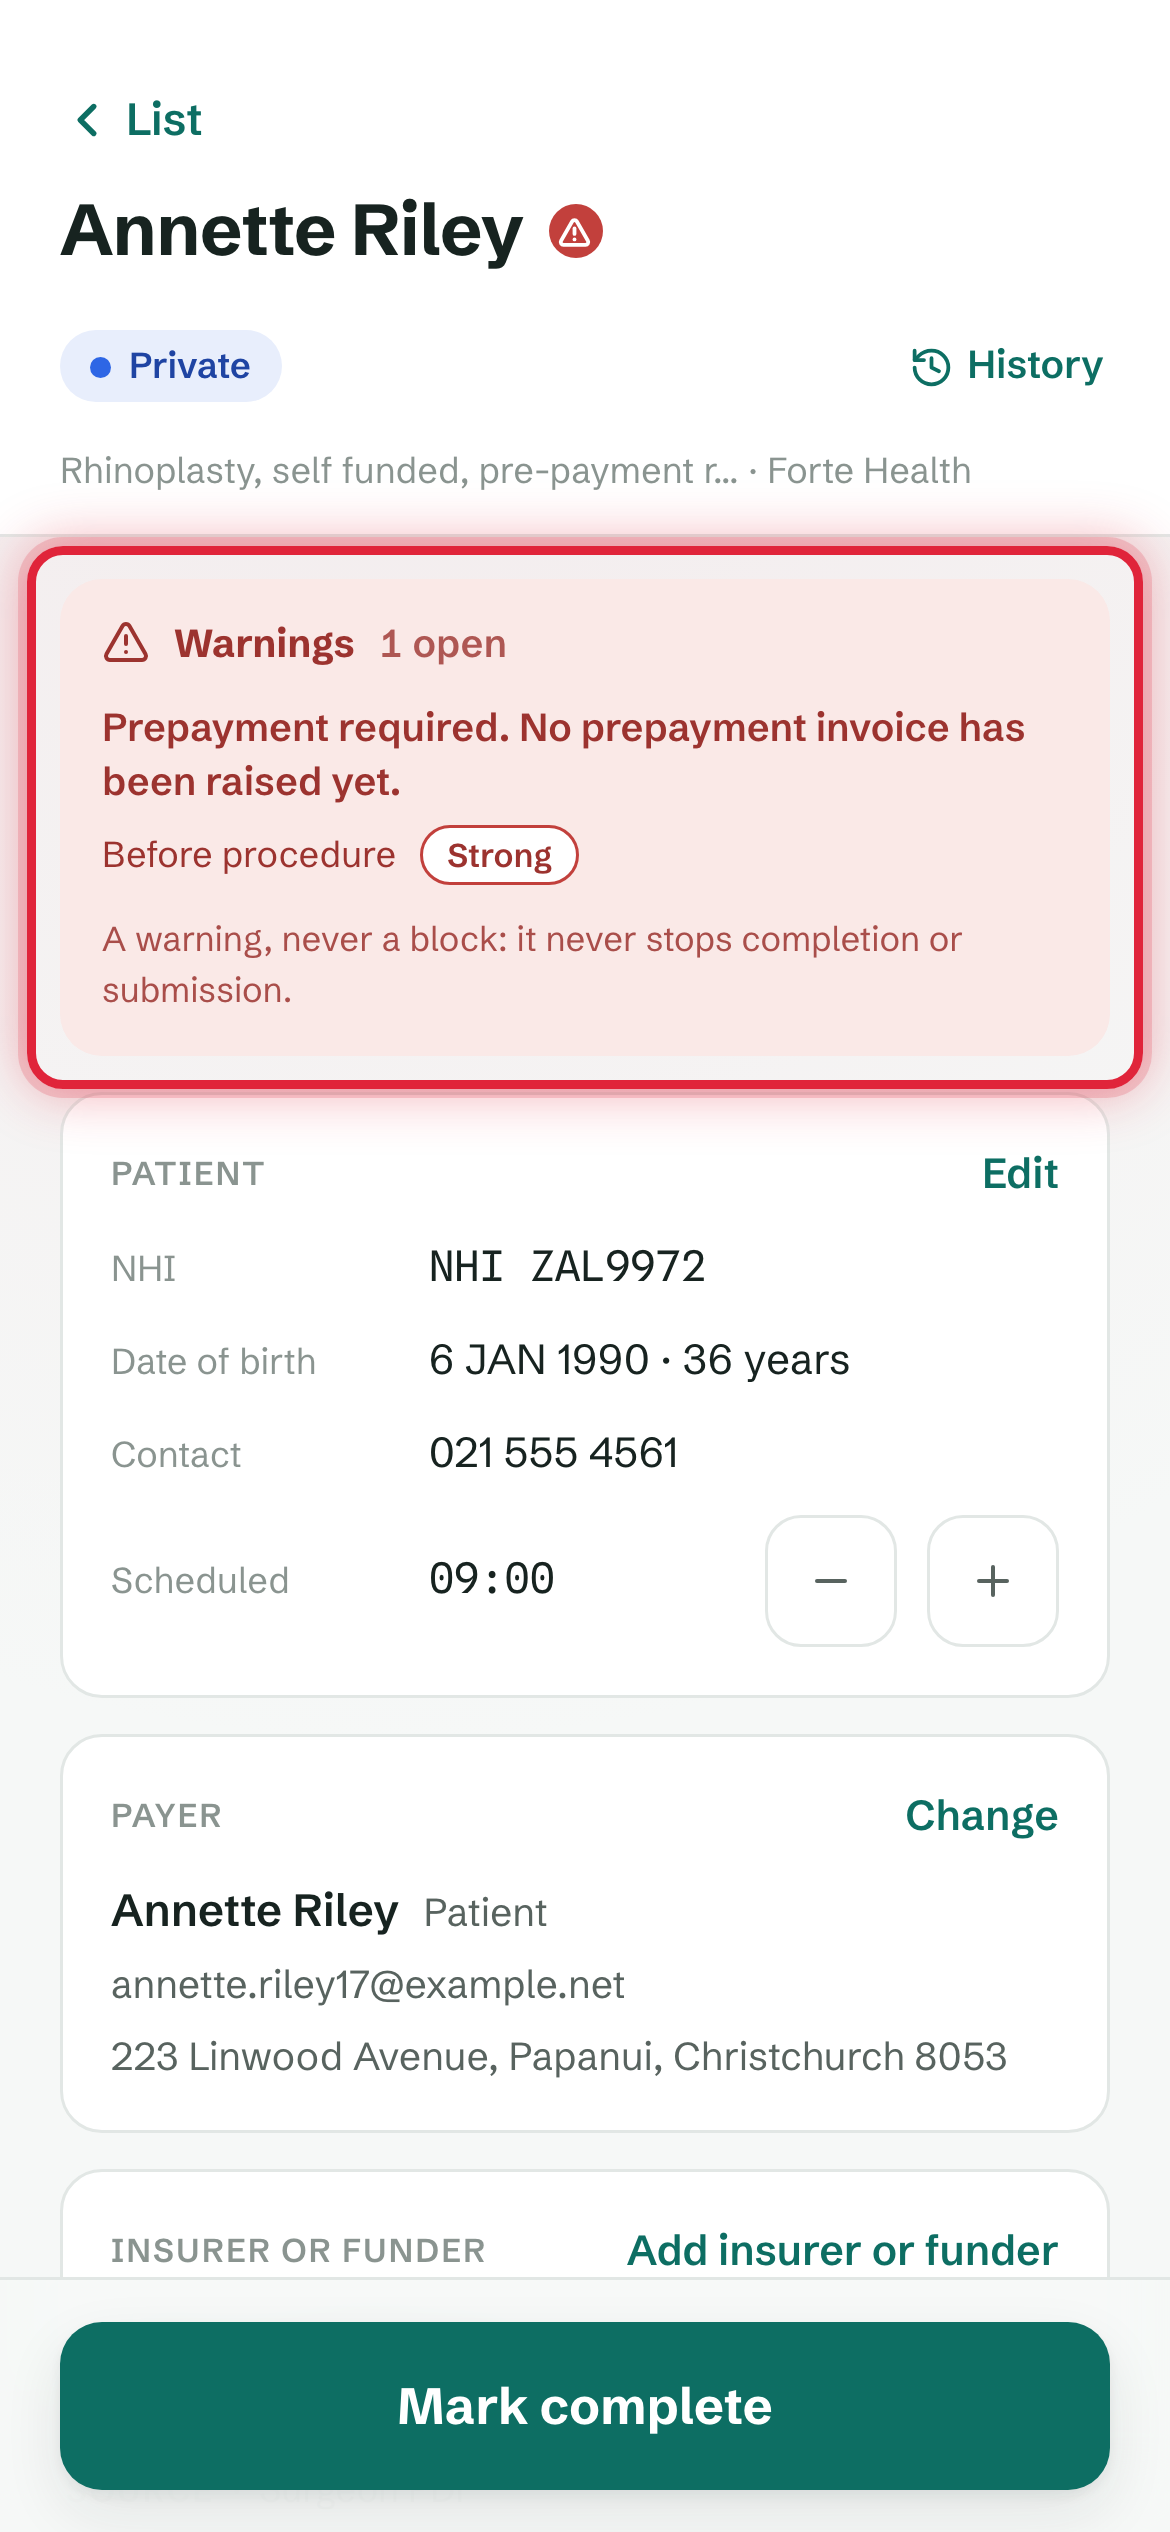 List
Annette Riley
Private
History
Rhinoplasty, self funded, pre-payment r... · Forte Health
Warnings 1 open
Prepayment required. No prepayment invoice has
been raised yet.
Before procedure Strong
A warning, never a block: it never stops completion or
submission.
PATIENT Edit
NHI NHI ZAL9972
Date of birth 6 JAN 1990 · 36 years
Contact 021 555 4561
Scheduled 09:00 − +
PAYER Change
Annette Riley Patient
annette.riley17@example.net
223 Linwood Avenue, Papanui, Christchurch 8053
INSURER OR FUNDER Add insurer or funder
Mark complete